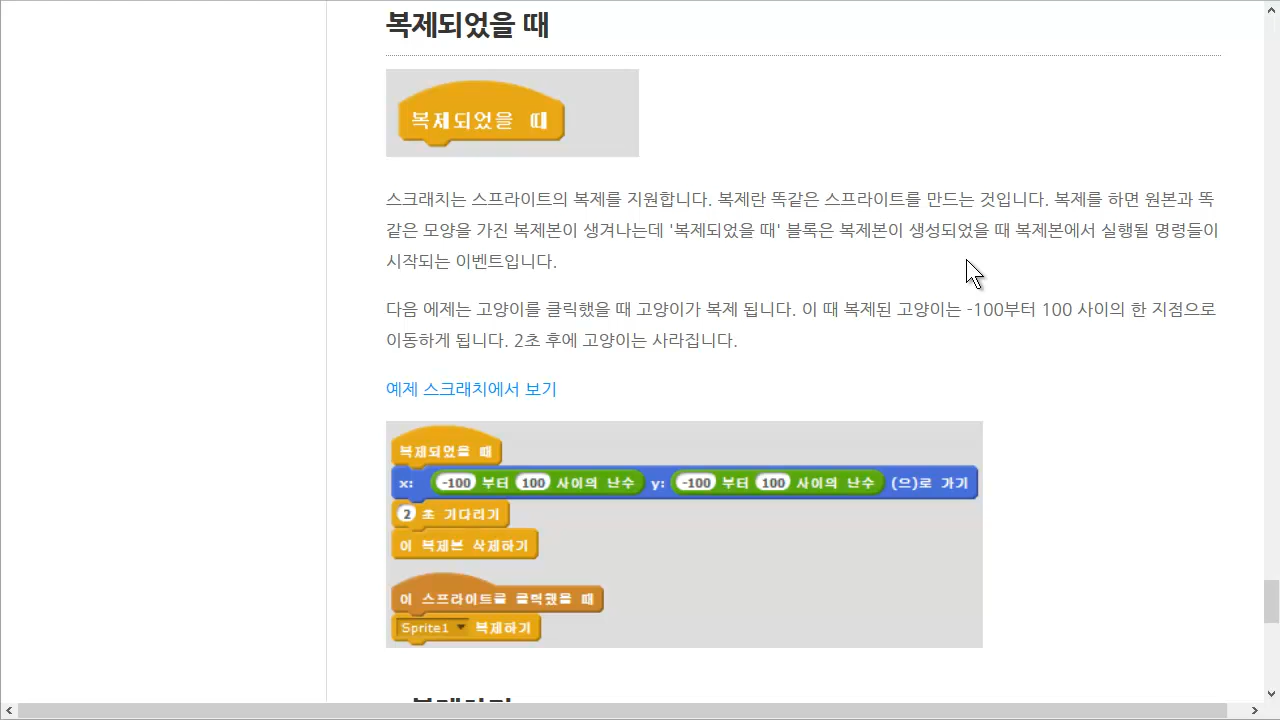 복제되었을 때
복제되었을 때
스크래치는 스프라이트의 복제를 지원합니다. 복제란 똑같은 스프라이트를 만드는 것입니다. 복제를 하면 원본과 똑
같은 모양을 가진 복제본이 생겨나는데 '복제되었을 때' 블록은 복제본이 생성되었을 때 복제본에서 실행될 명령들이
시작되는 이벤트입니다.
다음 에제는 고양이를 클릭했을 때 고양이가 복제 됩니다. 이 때 복제된 고양이는 -100부터 100 사이의 한 지점으로
이동하게 됩니다. 2초 후에 고양이는 사라집니다.
예제 스크래치에서 보기
복제되었을 때
x: -100 부터 100 사이의 난수 y: -100 부터 100 사이의 난수 (으)로 가기
2 초 기다리기
이 복제본 삭제하기
이 스프라이트를 클릭했을 때
Sprite1 복제하기